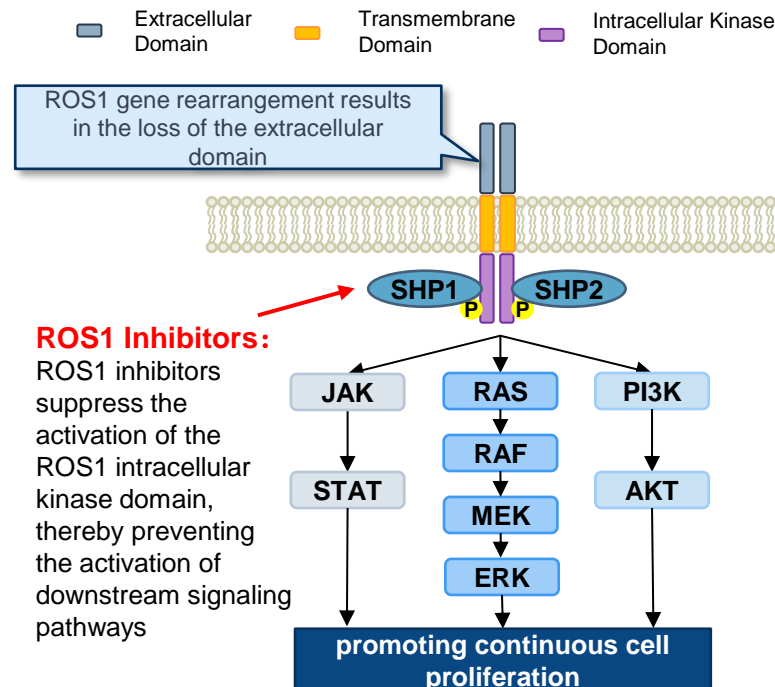 Extracellular
Domain
Transmembrane
Domain
Intracellular Kinase
Domain
ROS1 gene rearrangement results
in the loss of the extracellular
domain
SHP1
SHP2
P
P
ROS1 Inhibitors:
ROS1 inhibitors
suppress the
activation of the
ROS1 intracellular
kinase domain,
thereby preventing
the activation of
downstream signaling
pathways
JAK
RAS
PI3K
RAF
STAT
MEK
AKT
ERK
promoting continuous cell
proliferation